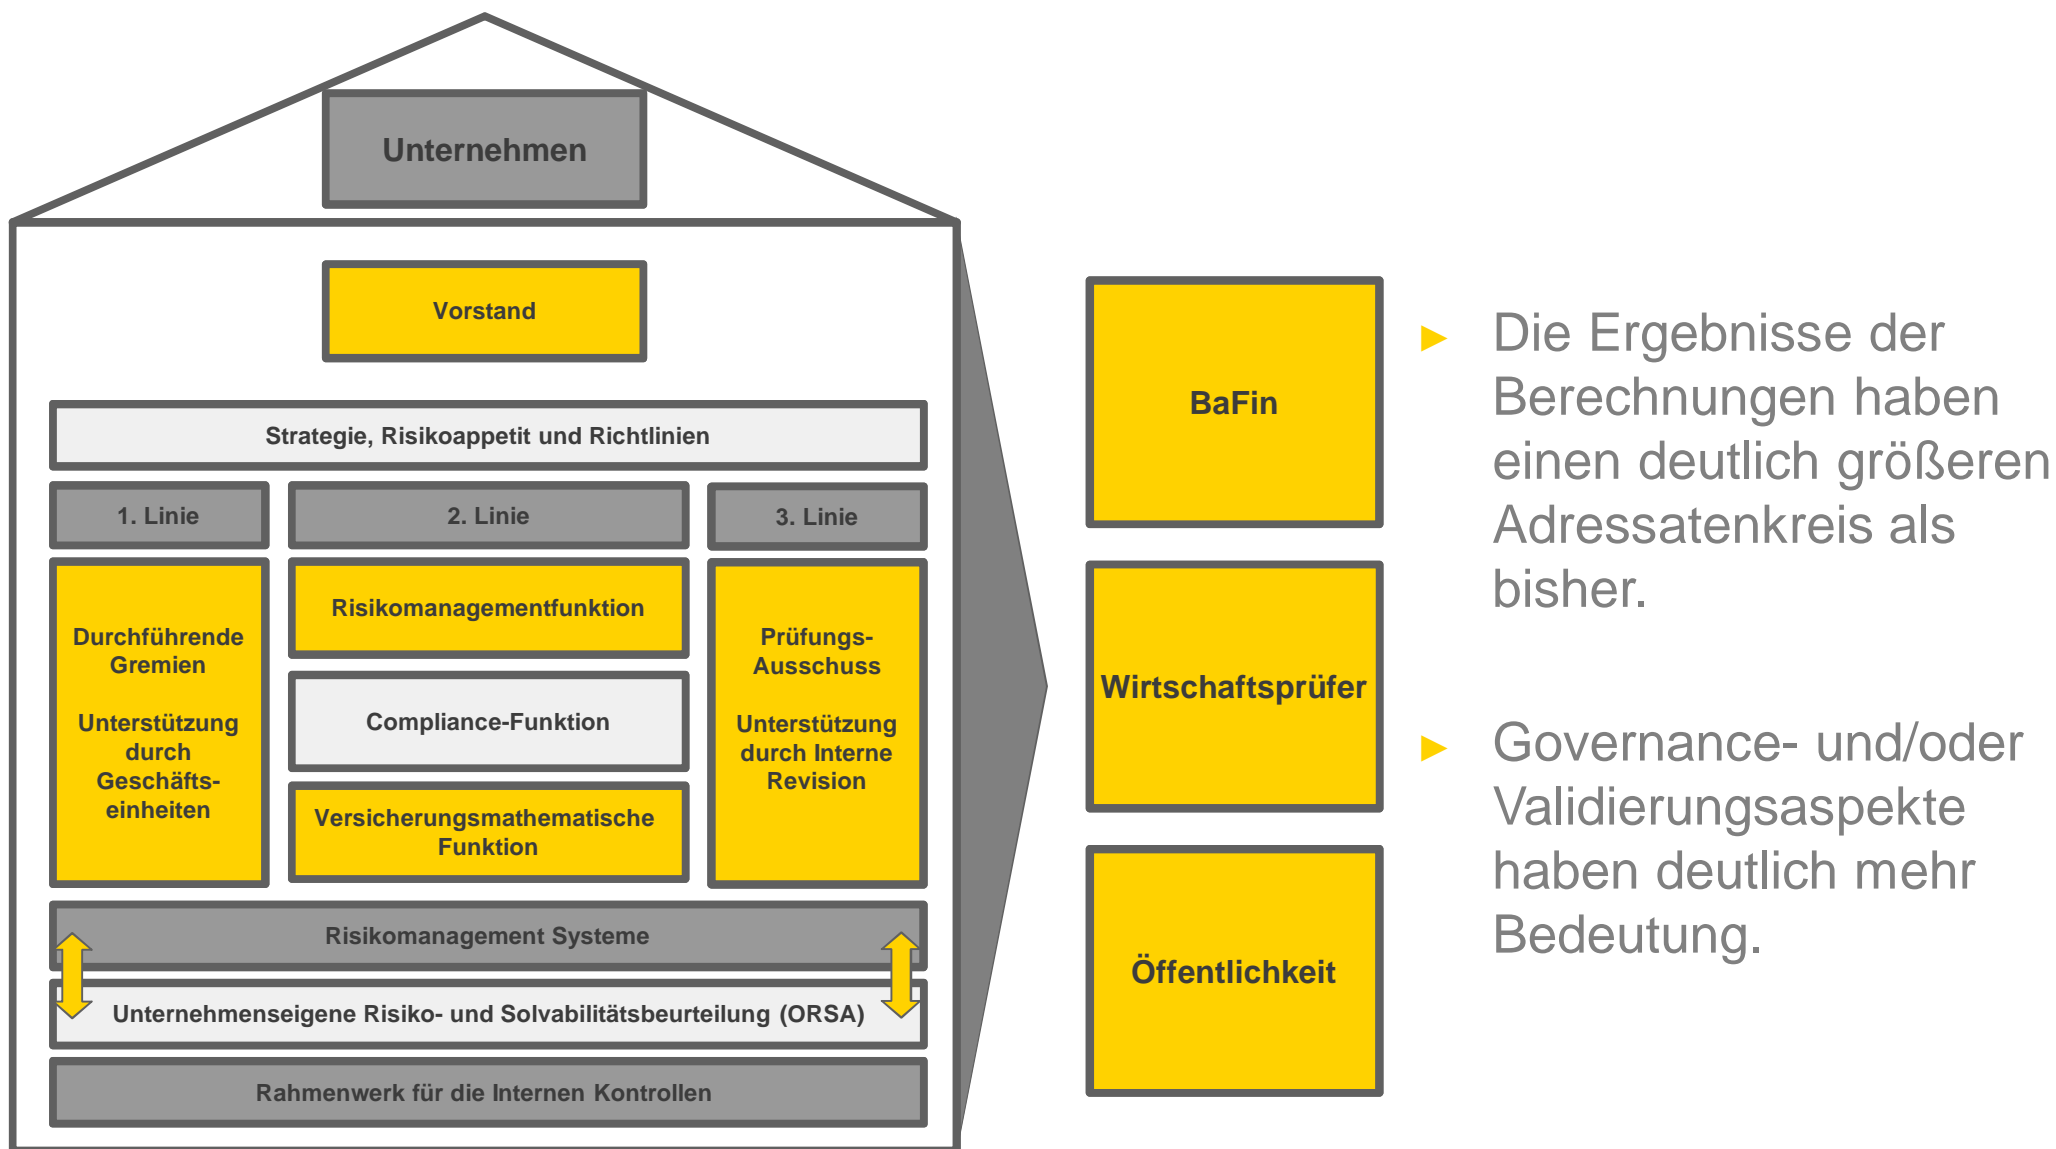 Unternehmen
Vorstand
Strategie, Risikoappetit und Richtlinien
1. Linie
2. Linie
3. Linie
Durchführende
Gremien
Unterstützung
durch
Geschäfts-
einheiten
Risikomanagementfunktion
Compliance-Funktion
Versicherungsmathematische
Funktion
Prüfungs-
Ausschuss
Unterstützung
durch Interne
Revision
Risikomanagement Systeme
Unternehmenseigene Risiko- und Solvabilitätsbeurteilung (ORSA)
Rahmenwerk für die Internen Kontrollen
BaFin
Wirtschaftsprüfer
Öffentlichkeit
► Die Ergebnisse der
Berechnungen haben
einen deutlich größeren
Adressatenkreis als
bisher.
► Governance- und/oder
Validierungsaspekte
haben deutlich mehr
Bedeutung.